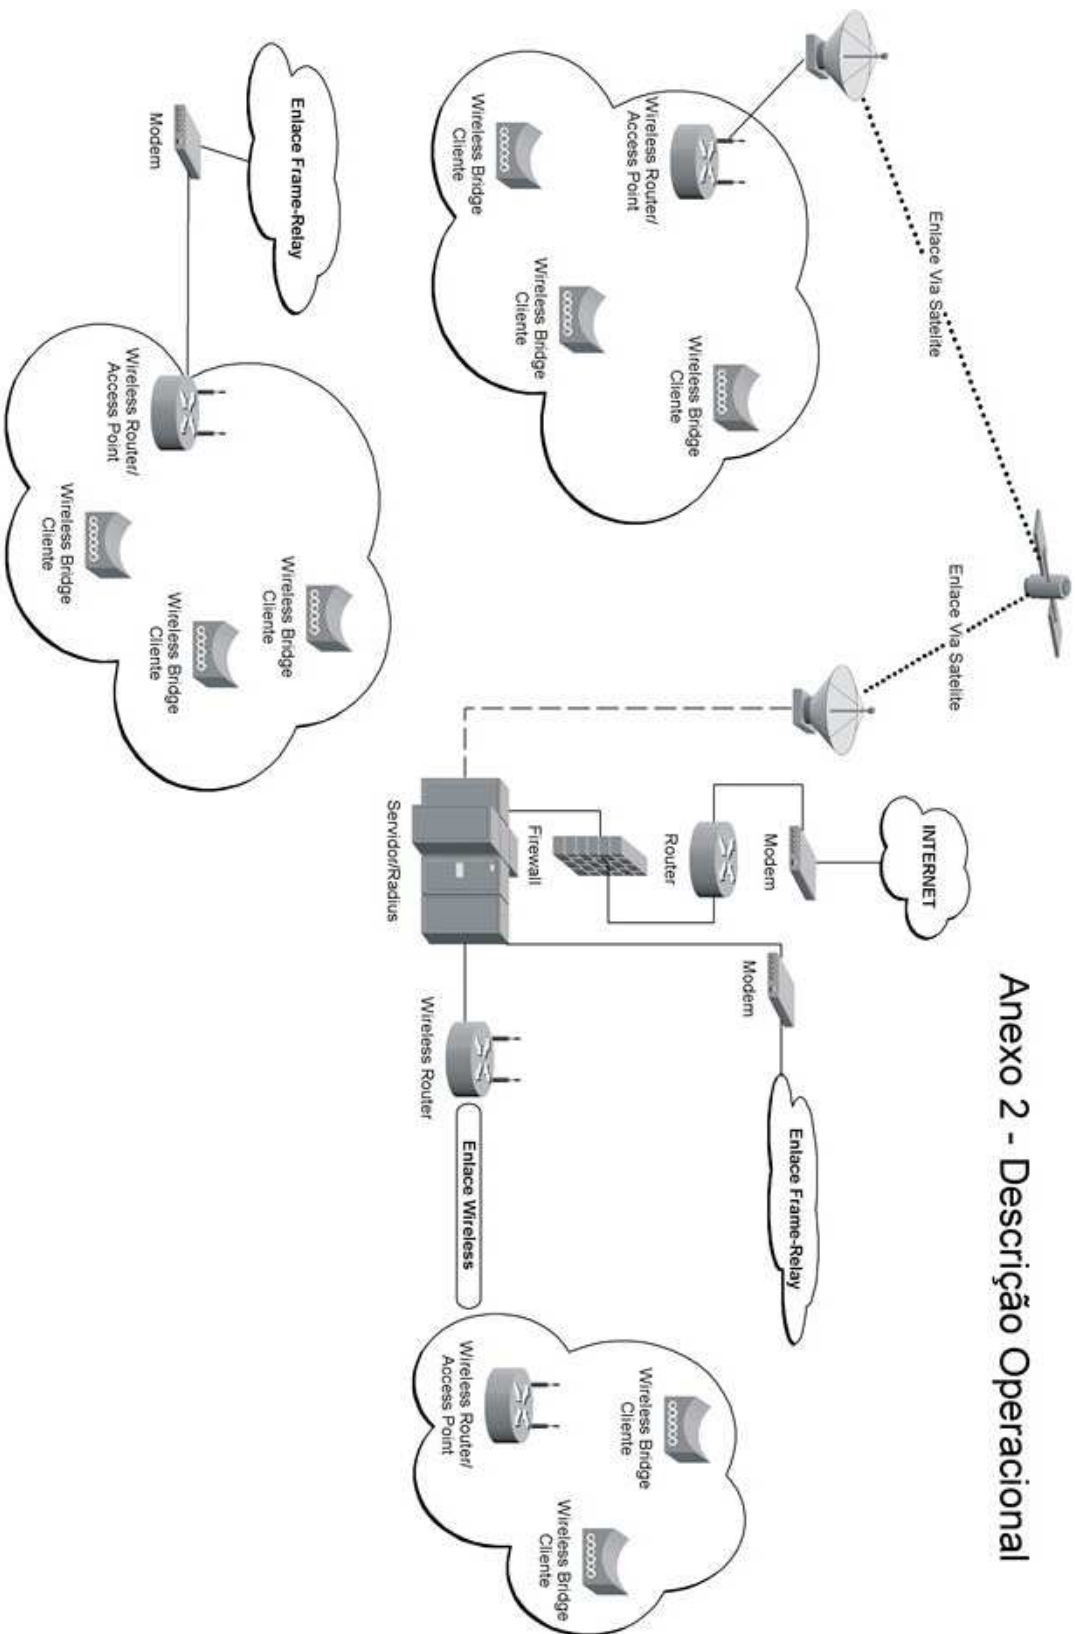 Anexo 2 - Descrição Operacional
Enlace Via Satelite
Enlace Via Satelite
INTERNET
Modem
Router
Firewall
Servidor/Radius
Modem
Enlace Frame-Relay
Wireless Router
Enlace Wireless
Wireless Router/
Access Point
Wireless Bridge
Cliente
Wireless Bridge
Cliente
Wireless Router/
Access Point
Wireless Bridge
Cliente
Wireless Bridge
Cliente
Wireless Bridge
Cliente
Enlace Frame-Relay
Modem
Wireless Router/
Access Point
Wireless Bridge
Cliente
Wireless Bridge
Cliente
Wireless Bridge
Cliente